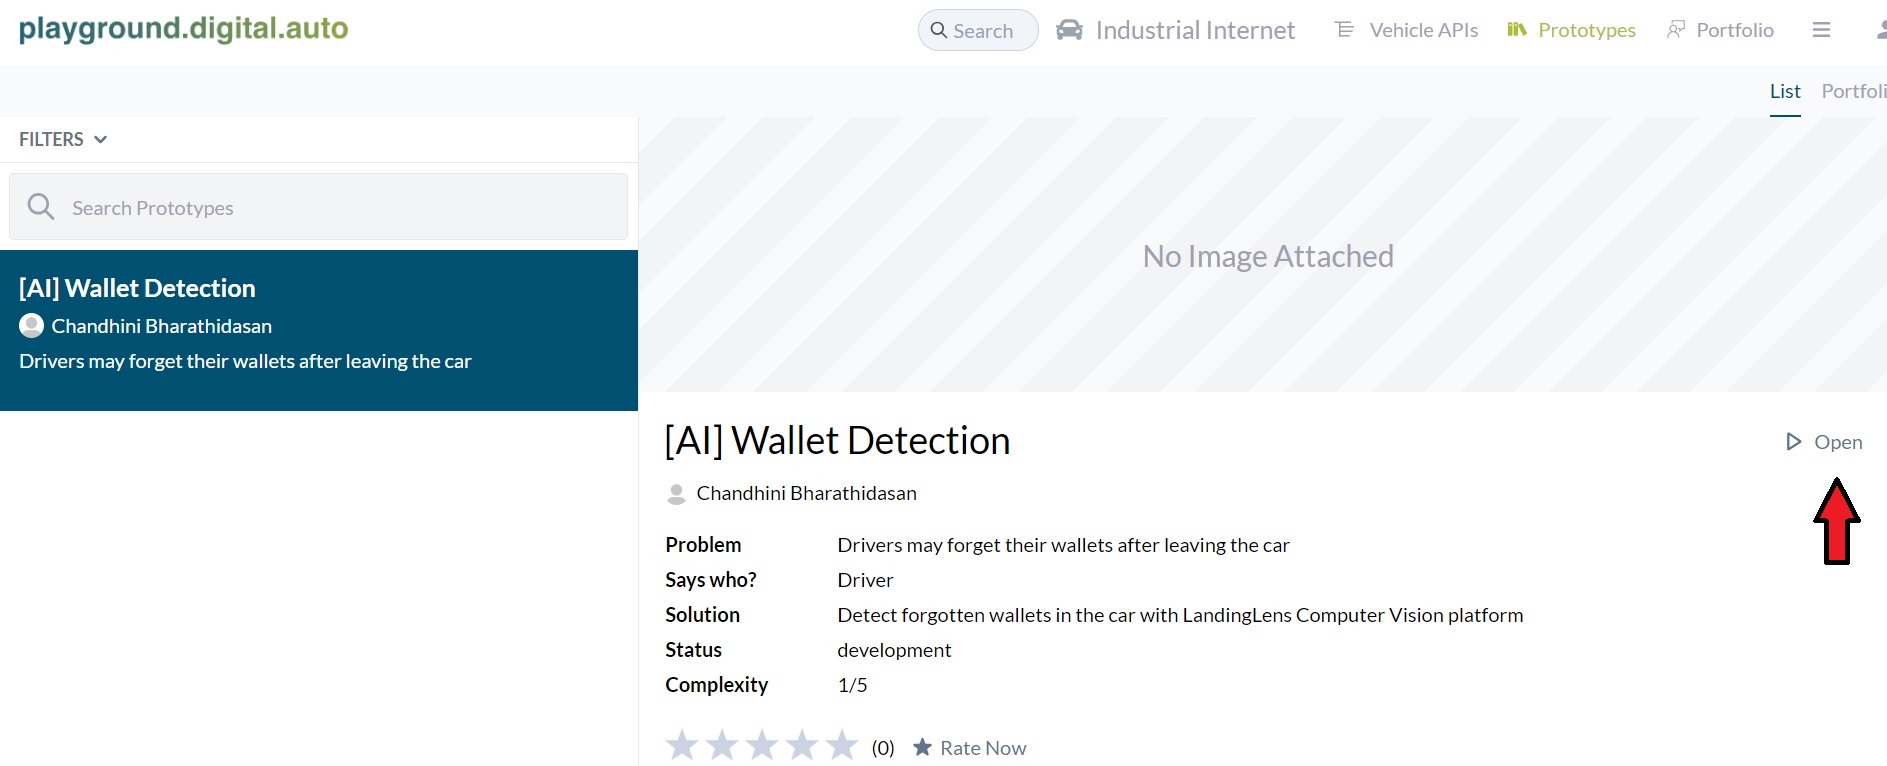 playground.digital.auto
Search
Industrial Internet
Vehicle APIs
Prototypes
Portfolio
List
Portfoli
FILTERS
Search Prototypes
[AI] Wallet Detection
Chandhini Bharathidasan
Drivers may forget their wallets after leaving the car
No Image Attached
[AI] Wallet Detection
Open
Chandhini Bharathidasan
Problem Drivers may forget their wallets after leaving the car
Says who? Driver
Solution Detect forgotten wallets in the car with LandingLens Computer Vision platform
Status development
Complexity 1/5
(0) Rate Now